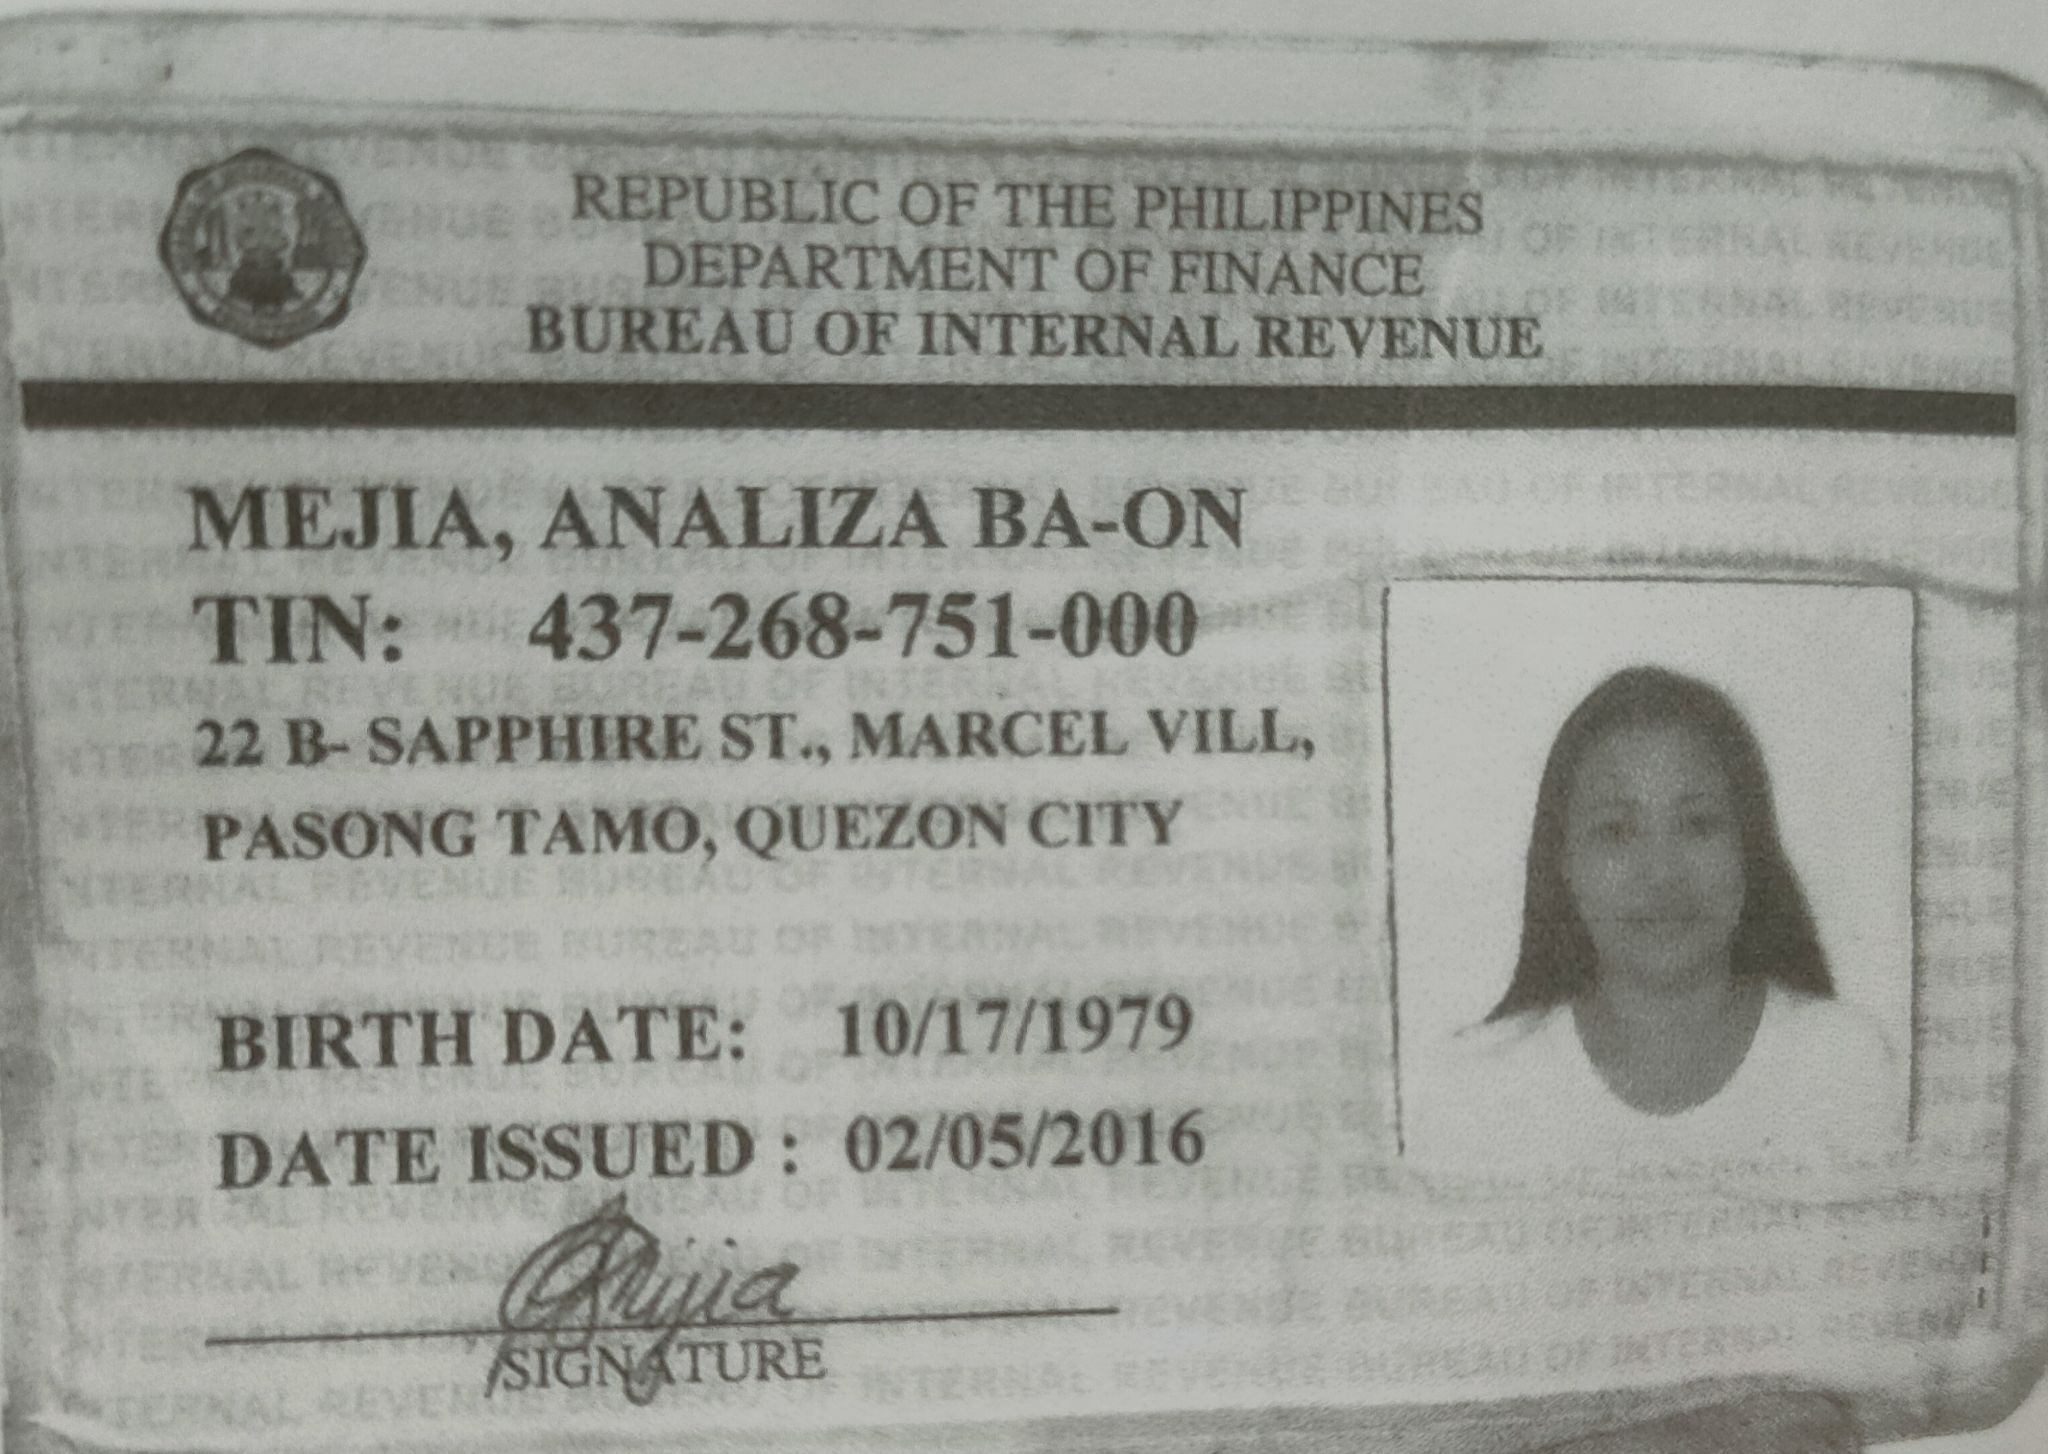 REPUBLIC OF THE PHILIPPINES
DEPARTMENT OF FINANCE
BUREAU OF INTERNAL REVENUE
MEJIA, ANALIZA BA-ON
TIN: 437-268-751-000
22 B- SAPPHIRE ST., MARCEL VILL,
PASONG TAMO, QUEZON CITY
BIRTH DATE: 10/17/1979
DATE ISSUED : 02/05/2016
SIGNATURE